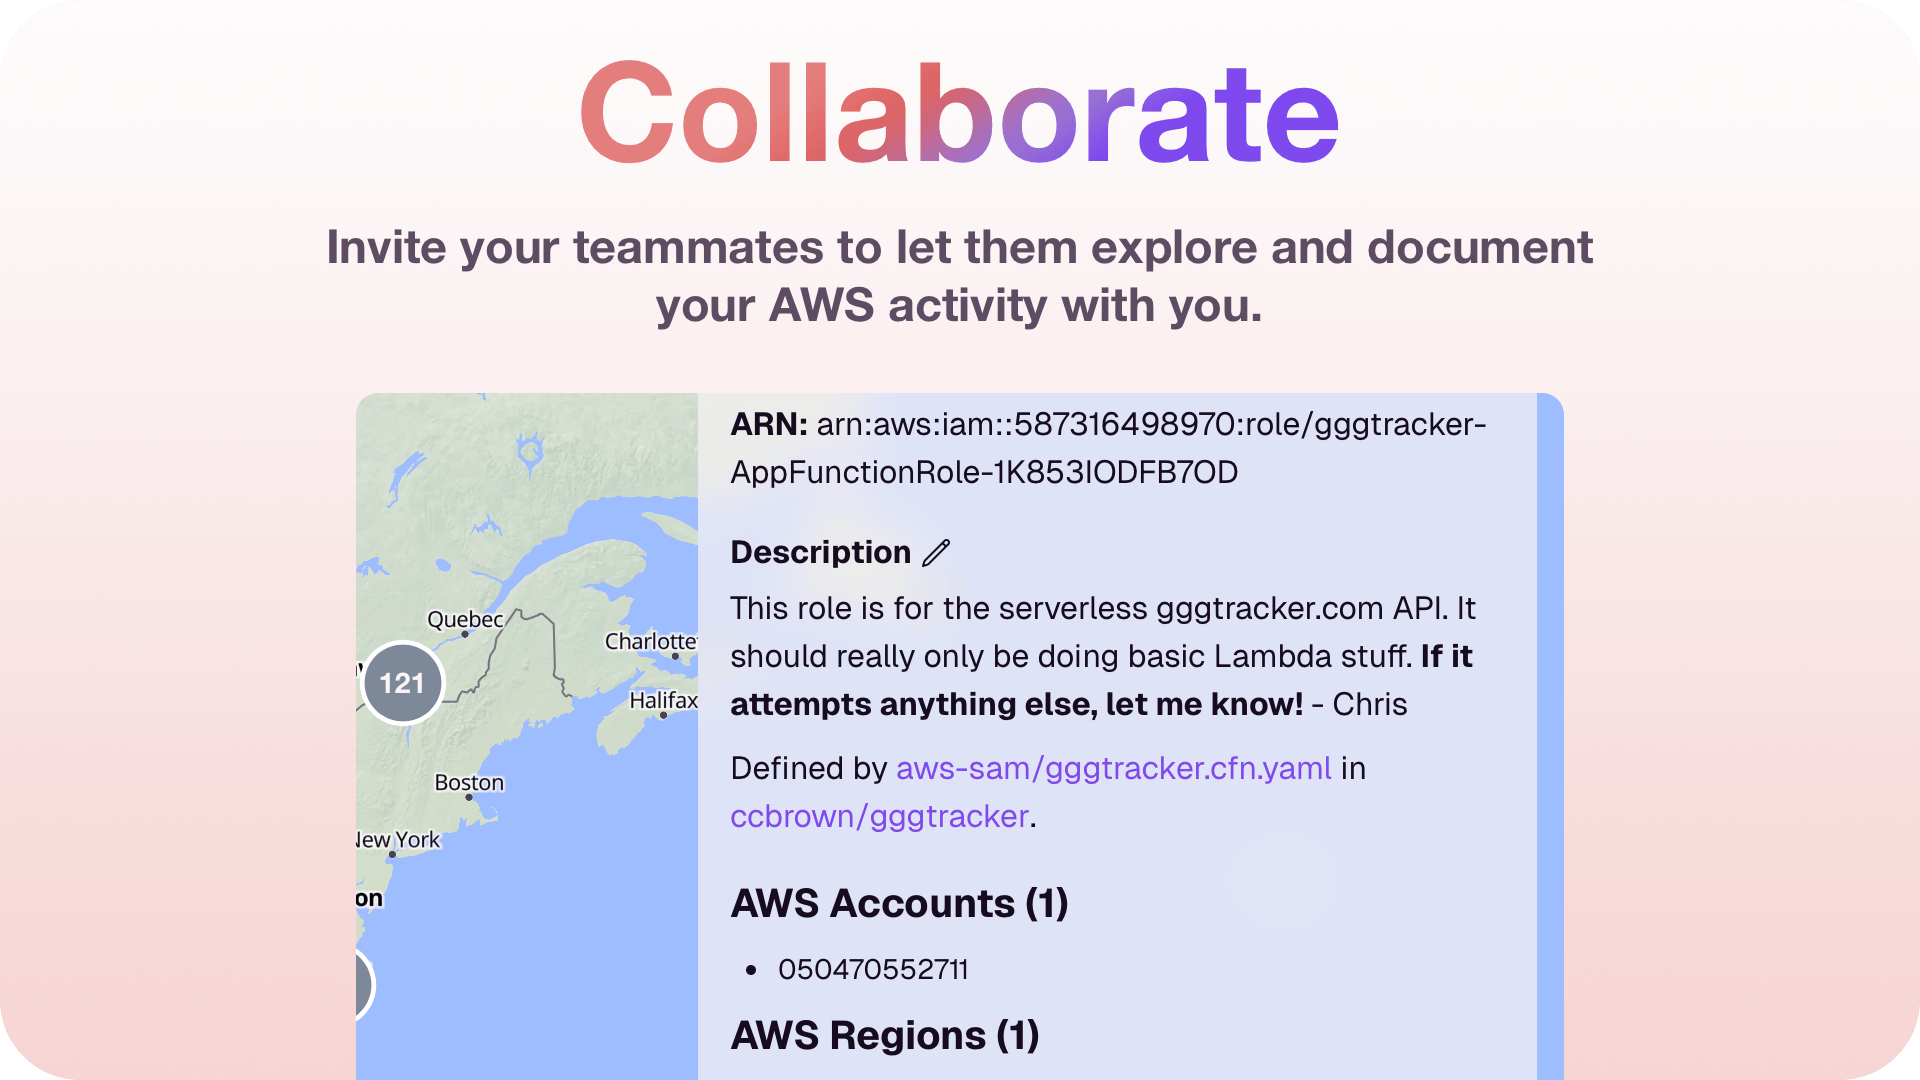 Collaborate
Invite your teammates to let them explore and document
your AWS activity with you.
ARN: arn:aws:iam::587316498970:role/gggtracker-
AppFunctionRole-1K853IODFB7OD
Description
This role is for the serverless gggtracker.com API. It
should really only be doing basic Lambda stuff. If it
attempts anything else, let me know! - Chris
Defined by aws-sam/gggtracker.cfn.yaml in
ccbrown/gggtracker.
AWS Accounts (1)
• 050470552711
AWS Regions (1)
Quebec
Charlotte
121
Halifax
Boston
New York
on